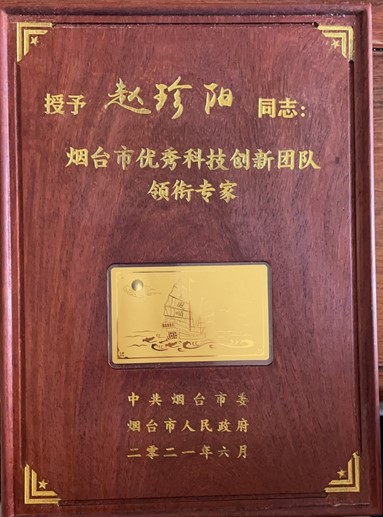 授予 赵珍阳 同志：
烟台市优秀科技创新团队
领衔专家
中共烟台市委
烟台市人民政府
二零二一年六月